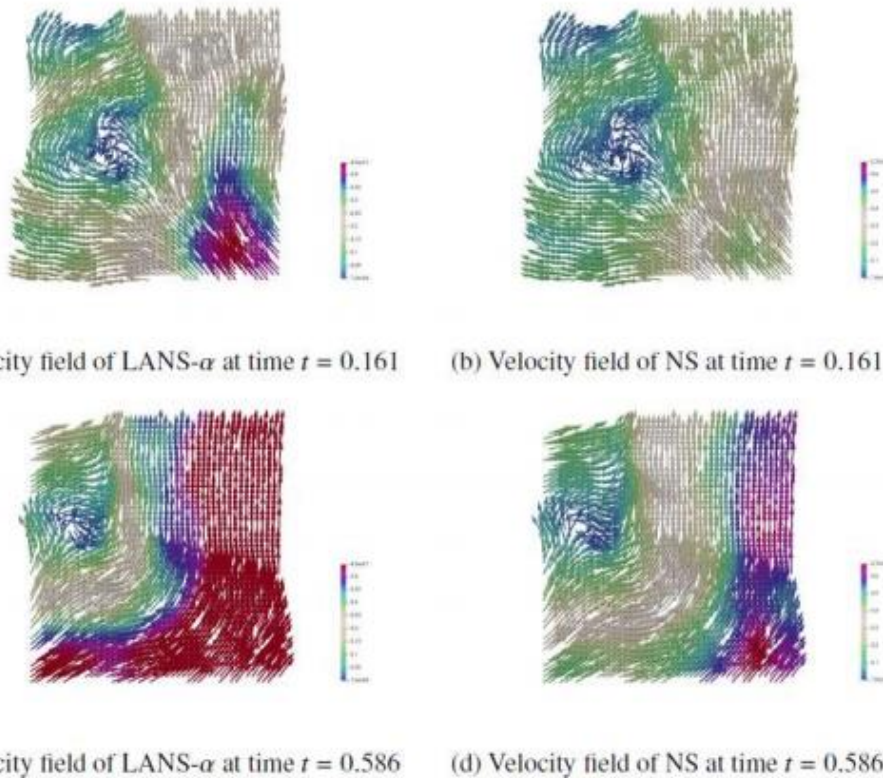 city field of LANS-α at time t = 0.161
(b) Velocity field of NS at time t = 0.161
city field of LANS-α at time t = 0.586
(d) Velocity field of NS at time t = 0.586